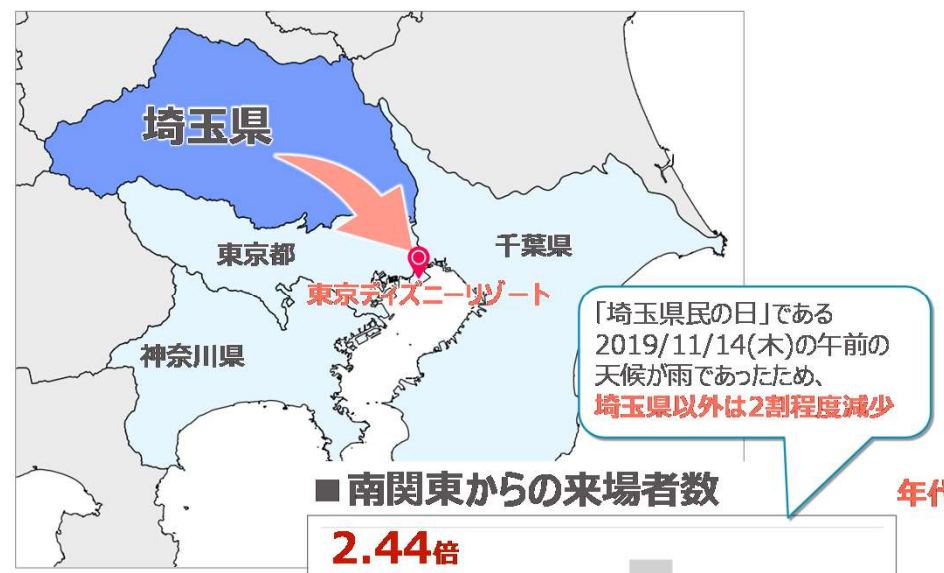 埼玉県
東京都
千葉県
東京ディズニーリゾート
神奈川県
「埼玉県民の日」である
2019/11/14(木)の午前の
天候が雨であったため、
埼玉県以外は2割程度減少
■南関東からの来場者数
年代
2.44倍